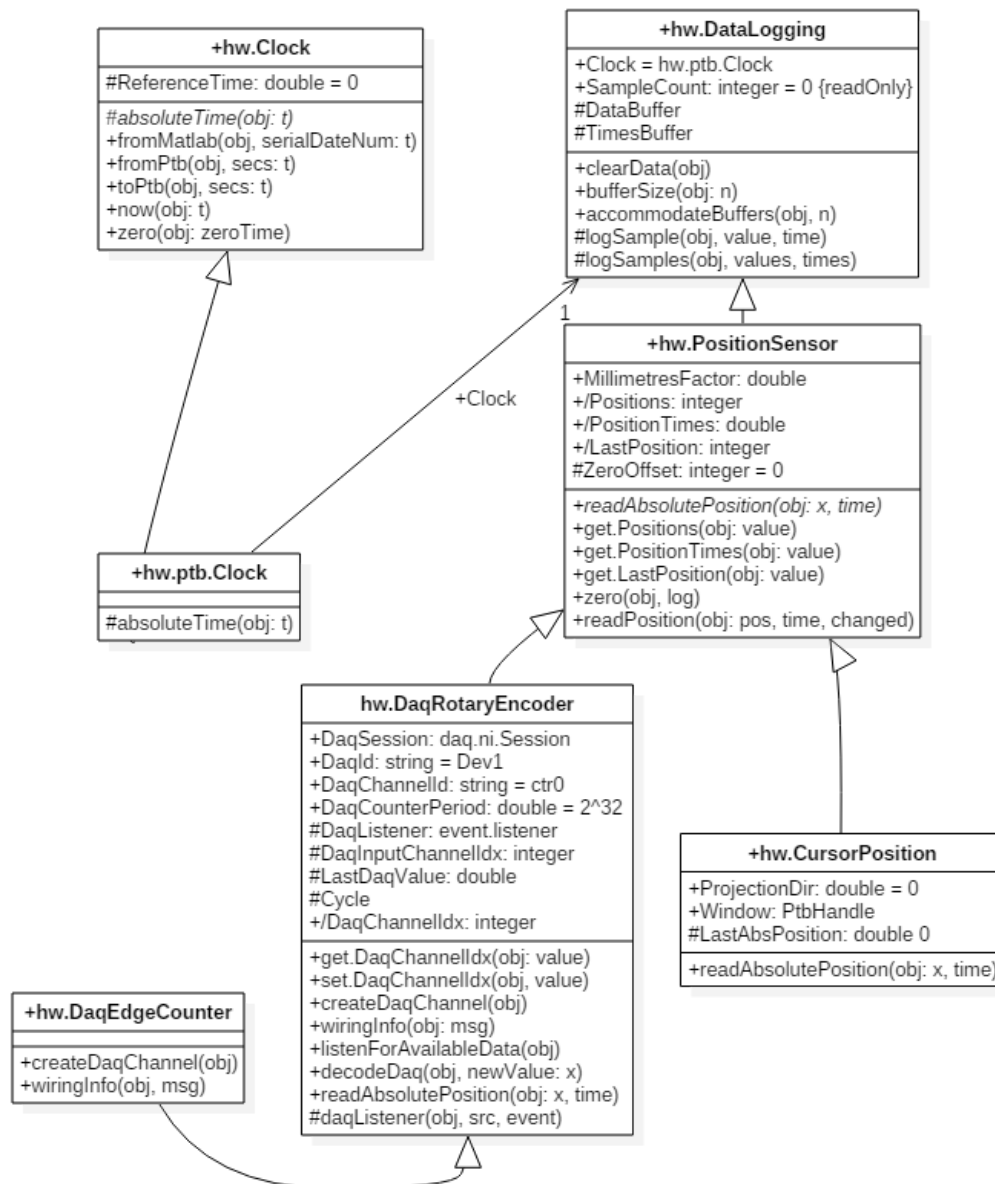 +hw.Clock
#ReferenceTime: double = 0
#absoluteTime(obj: t)
+fromMatlab(obj, serialDateNum: t)
+fromPtb(obj, secs: t)
+toPtb(obj, secs: t)
+now(obj: t)
+zero(obj: zeroTime)
+hw.DataLogging
+Clock = hw.ptb.Clock
+SampleCount: integer = 0 {readOnly}
#DataBuffer
#TimesBuffer
+clearData(obj)
+bufferSize(obj: n)
+accommodateBuffers(obj, n)
#logSample(obj, value, time)
#logSamples(obj, values, times)
1
+Clock
+hw.PositionSensor
+MillimetresFactor: double
+/Positions: integer
+/PositionTimes: double
+/LastPosition: integer
#ZeroOffset: integer = 0
+readAbsolutePosition(obj: x, time)
+get.Positions(obj: value)
+get.PositionTimes(obj: value)
+get.LastPosition(obj: value)
+zero(obj, log)
+readPosition(obj: pos, time, changed)
+hw.ptb.Clock
#absoluteTime(obj: t)
hw.DaqRotaryEncoder
+DaqSession: daq.ni.Session
+DaqId: string = Dev1
+DaqChannelId: string = ctr0
+DaqCounterPeriod: double = 2^32
#DaqListener: event.listener
#DaqInputChannelIdx: integer
#LastDaqValue: double
#Cycle
+/DaqChannelIdx: integer
+get.DaqChannelIdx(obj: value)
+set.DaqChannelIdx(obj, value)
+createDaqChannel(obj)
+wiringInfo(obj: msg)
+listenForAvailableData(obj)
+decodeDaq(obj, newValue: x)
+readAbsolutePosition(obj: x, time)
#daqListener(obj, src, event)
+hw.CursorPosition
+ProjectionDir: double = 0
+Window: PtbHandle
#LastAbsPosition: double 0
+readAbsolutePosition(obj: x, time)
+hw.DaqEdgeCounter
+createDaqChannel(obj)
+wiringInfo(obj, msg)